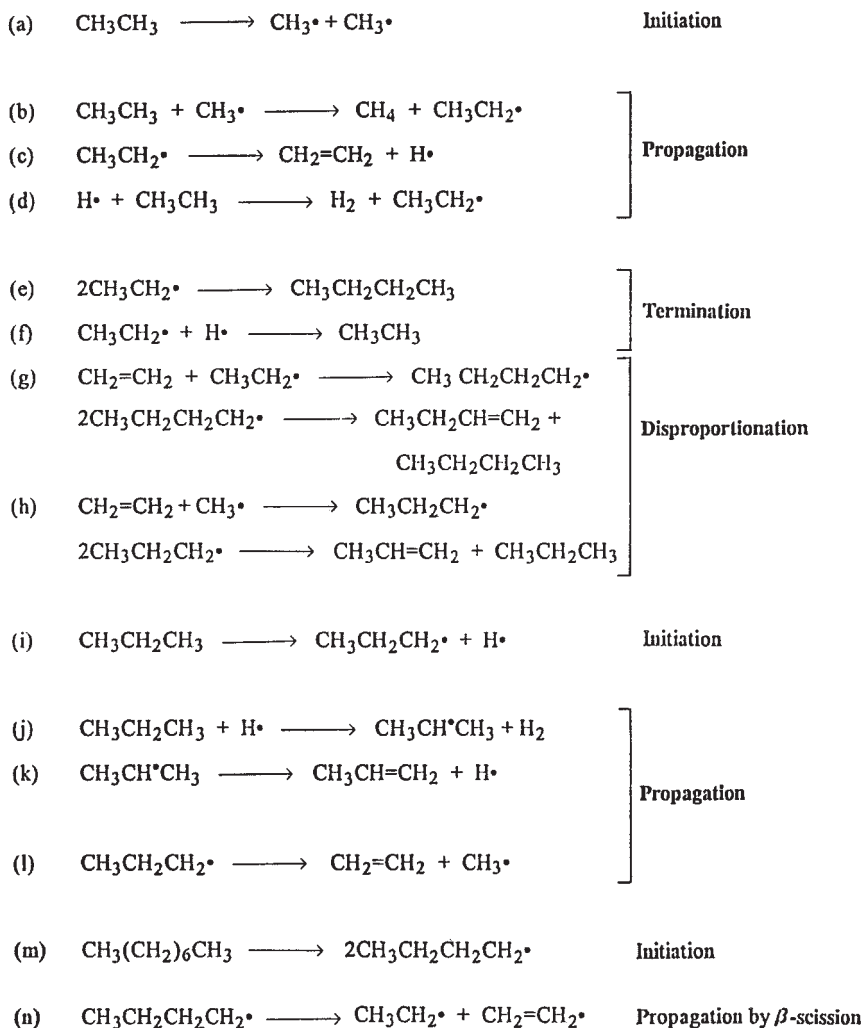 (a) CH3CH3 ⟶ CH3• + CH3• Initiation
(b) CH3CH3 + CH3• ⟶ CH4 + CH3CH2•
(c) CH3CH2• ⟶ CH2=CH2 + H• Propagation
(d) H• + CH3CH3 ⟶ H2 + CH3CH2•
(e) 2CH3CH2• ⟶ CH3CH2CH2CH3
Termination
(f) CH3CH2• + H• ⟶ CH3CH3
(g) CH2=CH2 + CH3CH2• ⟶ CH3 CH2CH2CH2•
2CH3CH2CH2CH2• ⟶ CH3CH2CH=CH2 + Disproportionation
CH3CH2CH2CH3
(h) CH2=CH2 + CH3• ⟶ CH3CH2CH2•
2CH3CH2CH2• ⟶ CH3CH=CH2 + CH3CH2CH3
(i) CH3CH2CH3 ⟶ CH3CH2CH2• + H• Initiation
(j) CH3CH2CH3 + H• ⟶ CH3CH•CH3 + H2
(k) CH3CH•CH3 ⟶ CH3CH=CH2 + H• Propagation
(l) CH3CH2CH2• ⟶ CH2=CH2 + CH3•
(m) CH3(CH2)6CH3 ⟶ 2CH3CH2CH2CH2• Initiation
(n) CH3CH2CH2CH2• ⟶ CH3CH2• + CH2=CH2• Propagation by β-scission